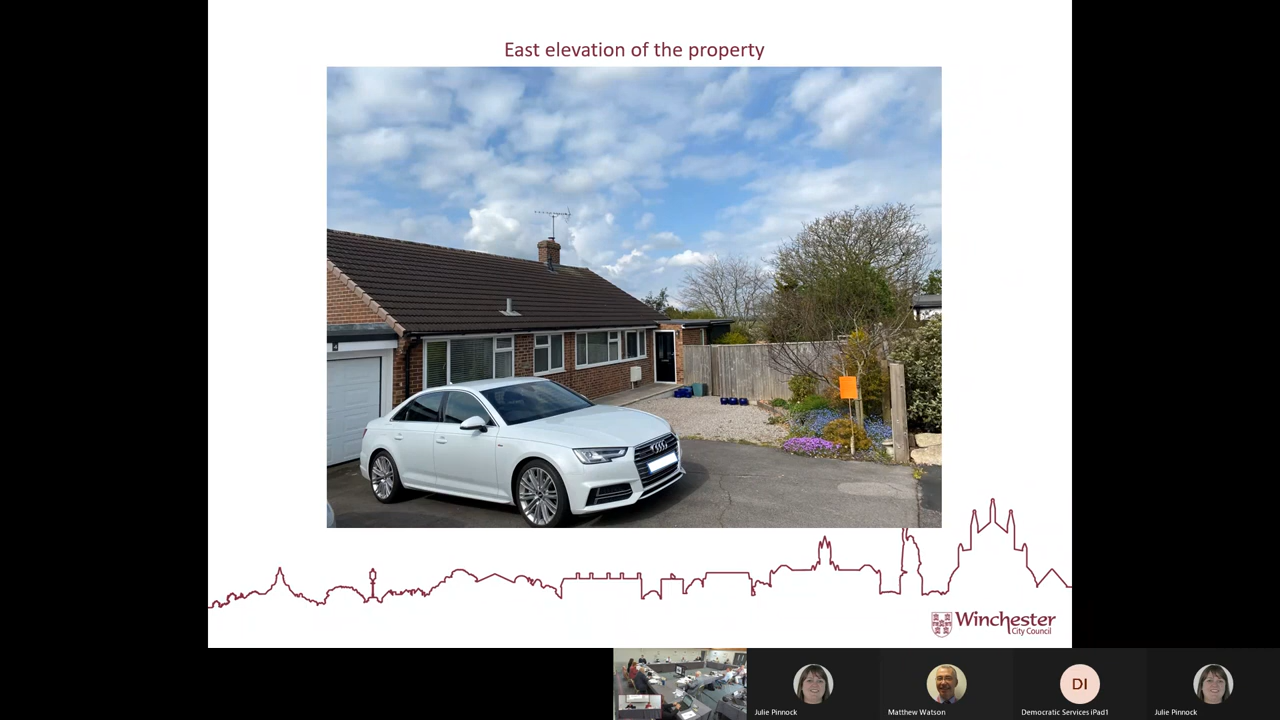 East elevation of the property
Winchester
City Council
Julie Pinnock
Matthew Watson
DI
Democratic Services iPad1
Julie Pinnock